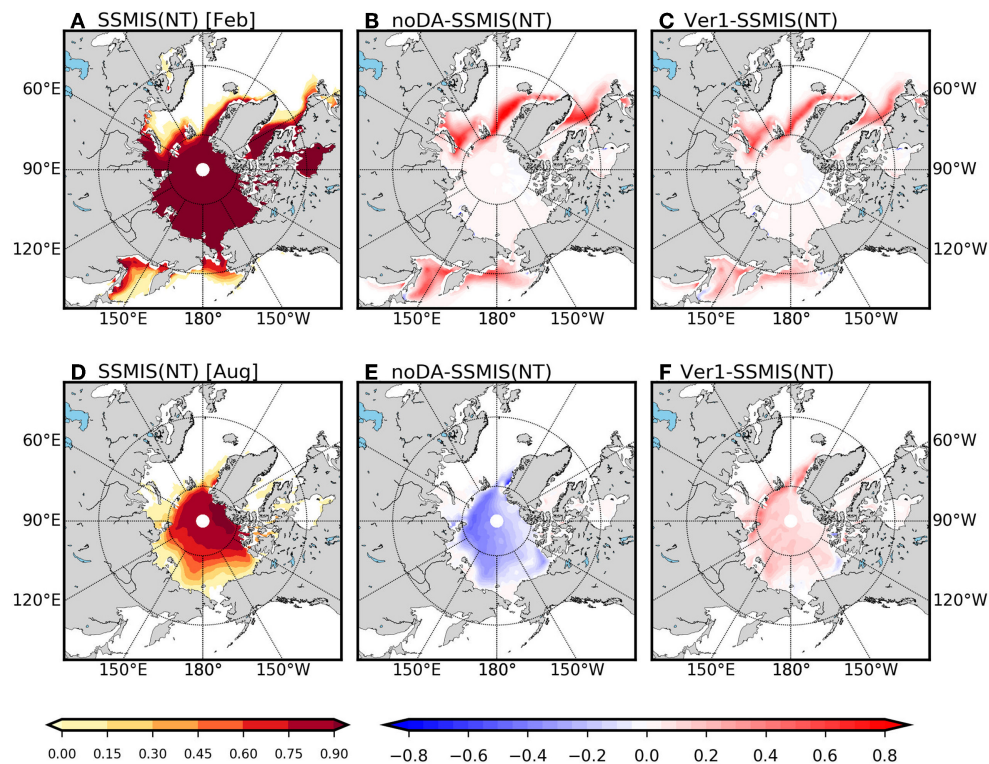 A SSMIS(NT) [Feb] B noDA-SSMIS(NT) C Ver1-SSMIS(NT)
60°E 60°W
90°E 90°W
120°E 120°W
150°E 180° 150°W 150°E 180° 150°W 150°E 180° 150°W
D SSMIS(NT) [Aug] E noDA-SSMIS(NT) F Ver1-SSMIS(NT)
60°E 60°W
90°E 90°W
120°E 120°W
150°E 180° 150°W 150°E 180° 150°W 150°E 180° 150°W
0.00 0.15 0.30 0.45 0.60 0.75 0.90 −0.8 −0.6 −0.4 −0.2 0.0 0.2 0.4 0.6 0.8